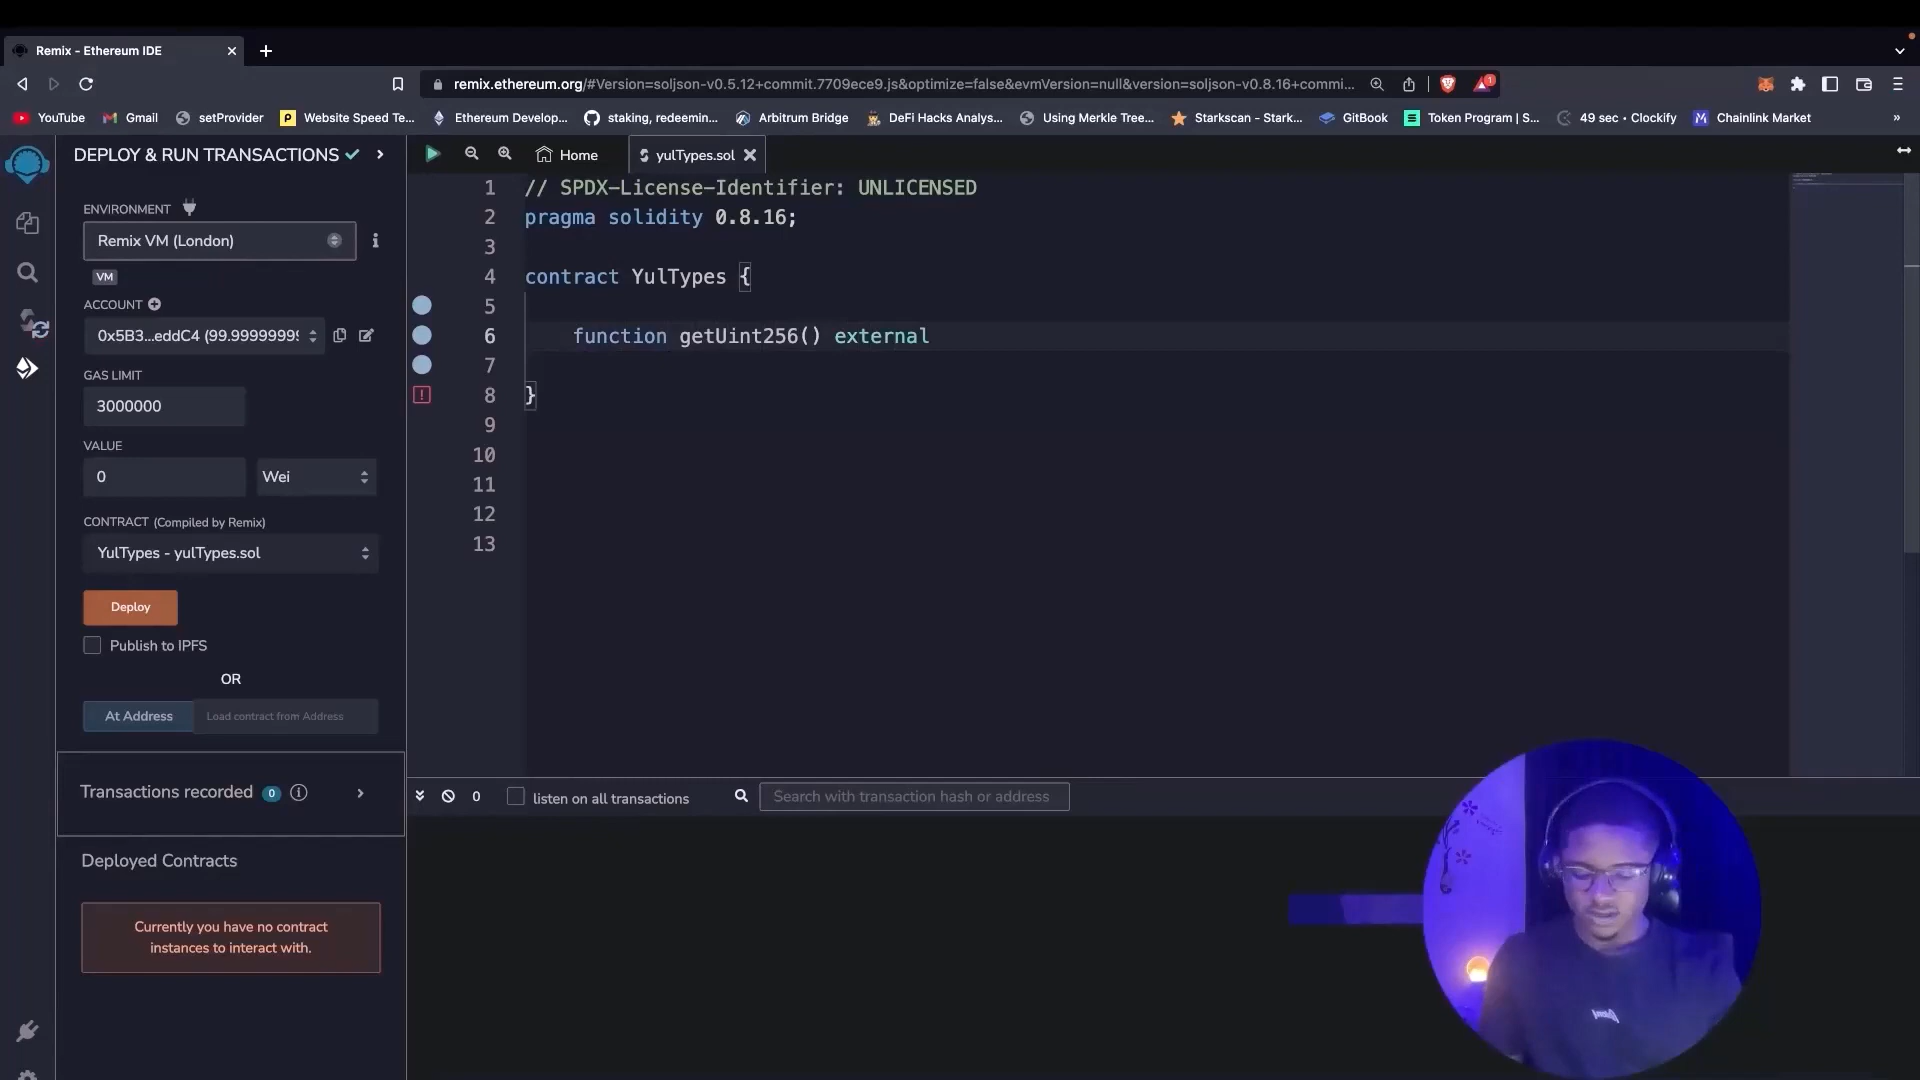 Remix - Ethereum IDE
remix.ethereum.org/#Version=soljson-v0.5.12+commit.7709ece9.js&optimize=false&evmVersion=null&version=soljson-v0.8.16+commi...
1
YouTube
Gmail
setProvider
Website Speed Te...
Ethereum Develop...
staking, redeemin...
Arbitrum Bridge
DeFi Hacks Analys...
Using Merkle Tree...
Starkscan - Stark...
GitBook
Token Program | S...
49 sec • Clockify
Chainlink Market
»
DEPLOY & RUN TRANSACTIONS
ENVIRONMENT
Remix VM (London)
VM
ACCOUNT
0x5B3...eddC4 (99.99999999
GAS LIMIT
3000000
VALUE
0
Wei
CONTRACT (Compiled by Remix)
YulTypes - yulTypes.sol
Deploy
Publish to IPFS
OR
At Address
Load contract from Address
Transactions recorded 0
Deployed Contracts
Currently you have no contract
instances to interact with.
Home
yulTypes.sol
1 // SPDX-License-Identifier: UNLICENSED
2 pragma solidity 0.8.16;
3
4 contract YulTypes {
5
6 function getUint256() external
7
8 }
9
10
11
12
13
0
listen on all transactions
Search with transaction hash or address